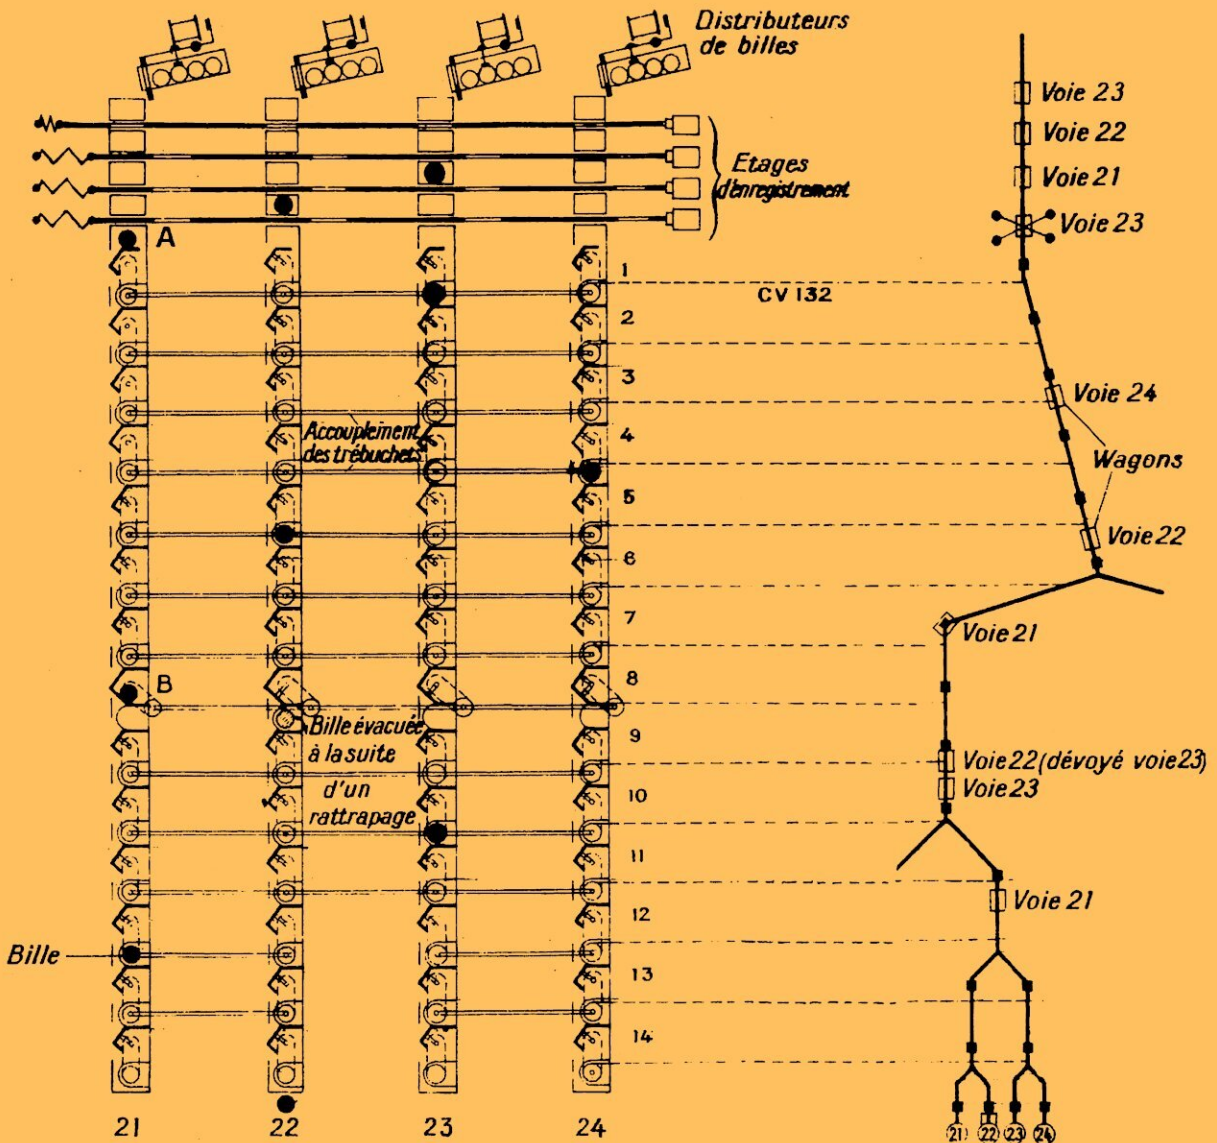 Distributeurs
de billes
Voie 23
Voie 22
Etages
d'enregistrement
Voie 21
A
Voie 23
1
CV 132
2
3
Voie 24
Accouplement
des trébuchets
4
Wagons
5
Voie 22
6
7
Voie 21
B
8
Bille évacuée
à la suite
d'un
rattrapage
9
Voie 22 (dévoyé voie 23)
Voie 23
10
11
Voie 21
12
Bille
13
14
21
22
23
24
21
22
23
24